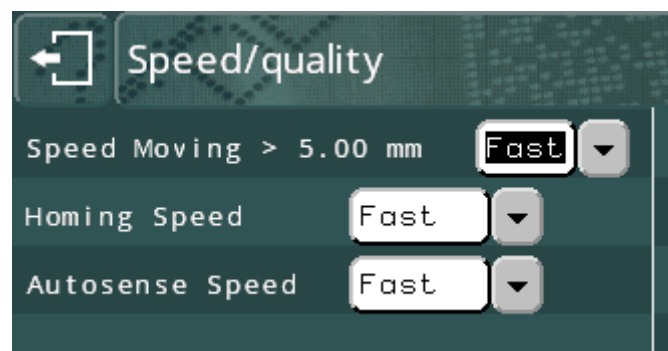 Speed/quality
Speed Moving > 5.00 mm Fast
Homing Speed Fast
Autosense Speed Fast